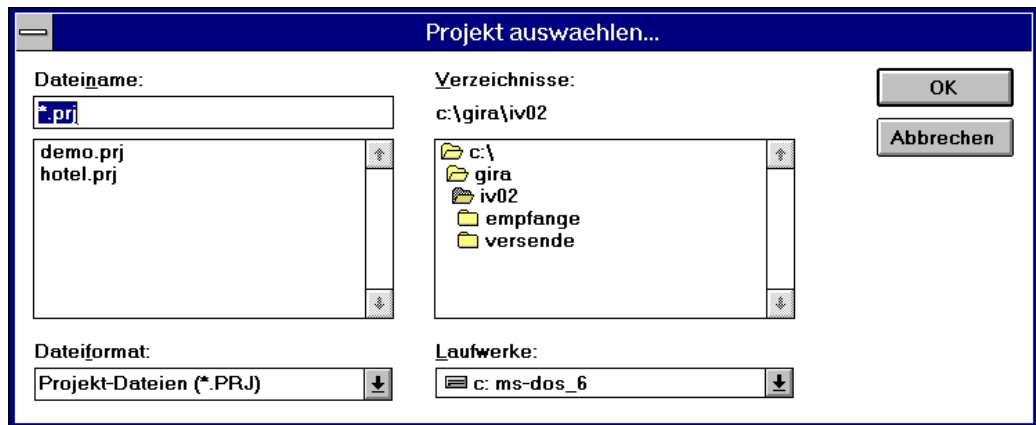 Projekt auswaehlen...
Dateiname:
*.prj
demo.prj
hotel.prj
Dateiformat:
Projekt-Dateien (*.PRJ)
Verzeichnisse:
c:\gira\iv02
c:\
gira
iv02
empfange
versende
Laufwerke:
c: ms-dos_6
OK
Abbrechen